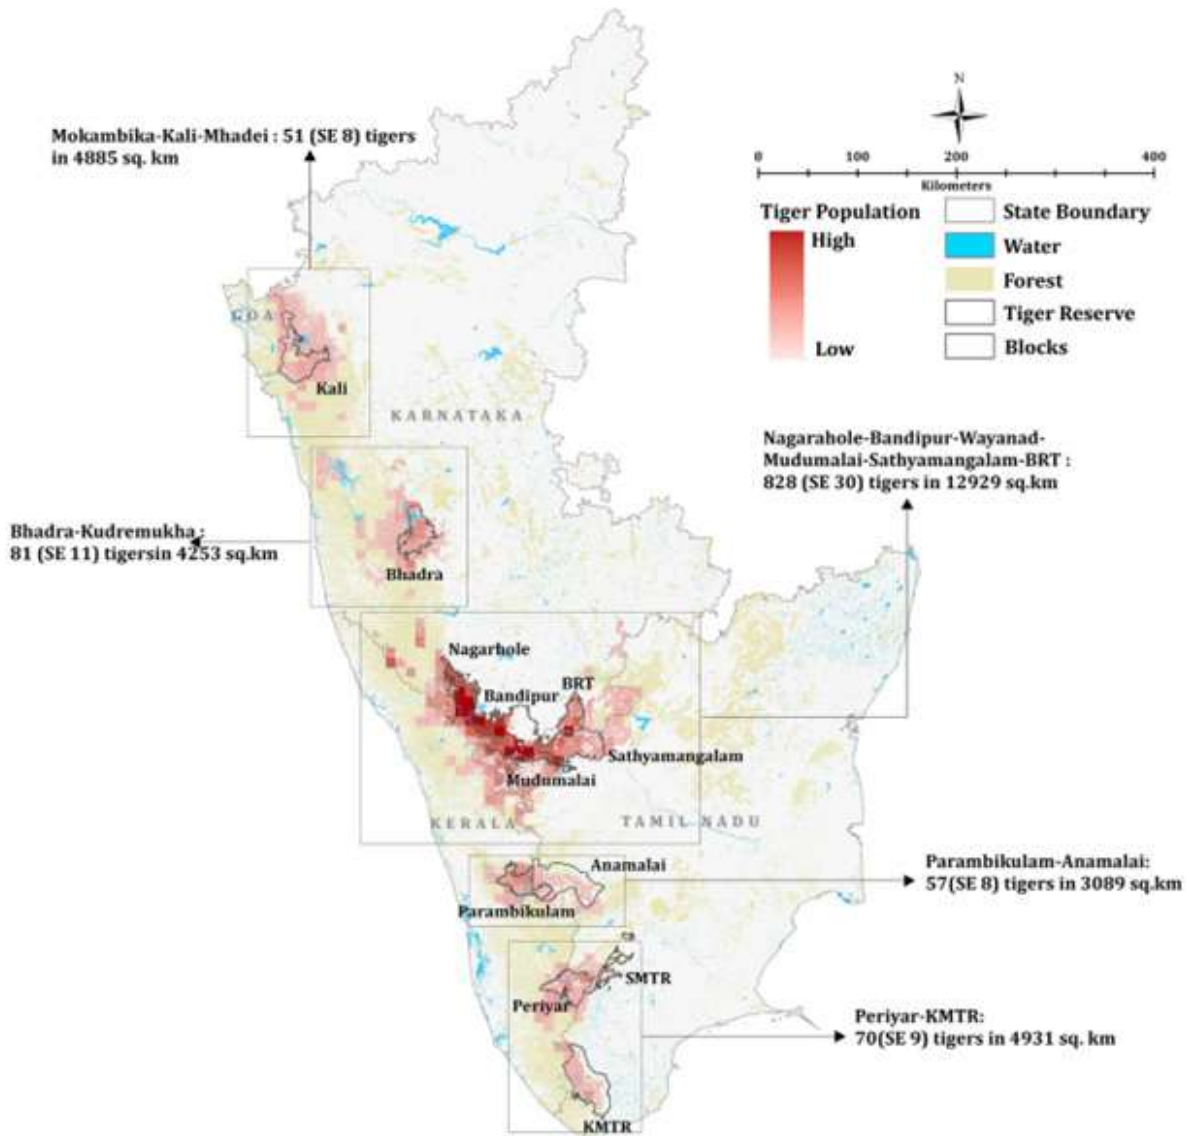 N
Mokambika-Kali-Mhadei : 51 (SE 8) tigers
in 4885 sq. km
0 100 200 400
Kilometers
Tiger Population
High
Low
State Boundary
Water
Forest
Tiger Reserve
Blocks
GOA
Kali
KARNATAKA
Nagarahole-Bandipur-Wayanad-
Mudumalai-Sathyamangalam-BRT :
828 (SE 30) tigers in 12929 sq.km
Bhadra-Kudremukha :
81 (SE 11) tigersin 4253 sq.km
Bhadra
Nagarhole
Bandipur
BRT
Sathyamangalam
Mudumalai
KERALA
TAMIL NADU
Anamalai
Parambikulam
Parambikulam-Anamalai:
57(SE 8) tigers in 3089 sq.km
SMTR
Periyar
Periyar-KMTR:
70(SE 9) tigers in 4931 sq. km
KMTR